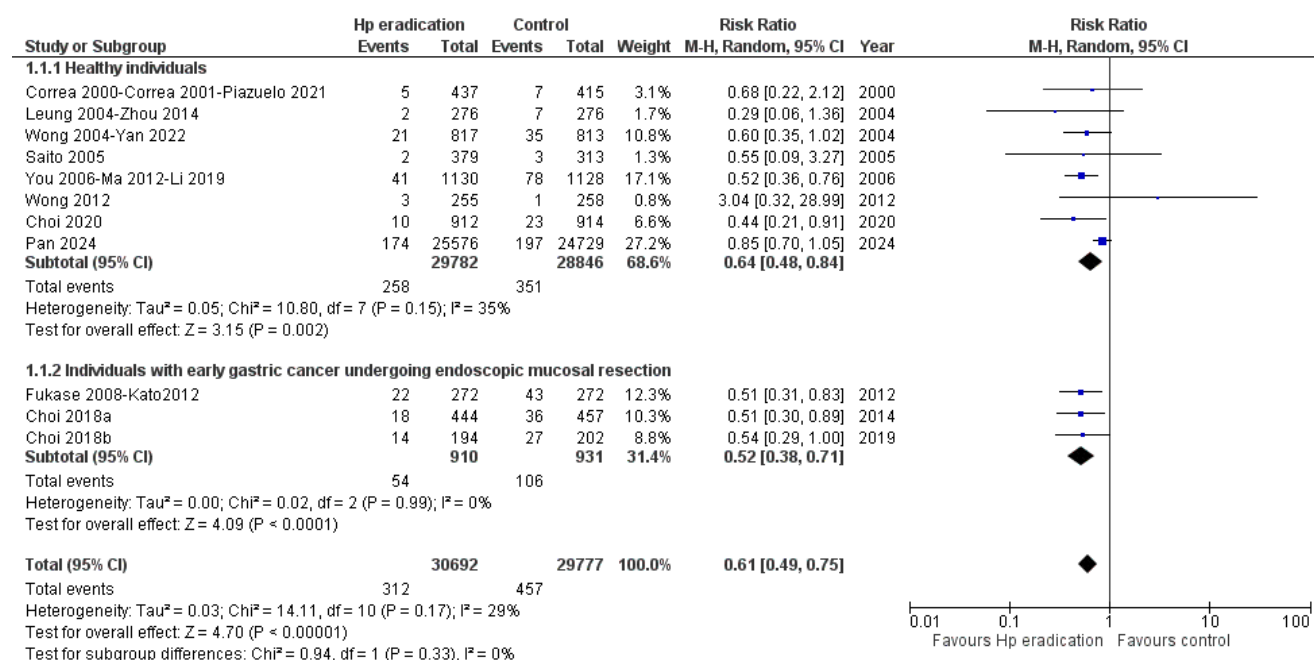 Hp eradication Control Risk Ratio Risk Ratio
Study or Subgroup Events Total Events Total Weight M-H, Random, 95% CI Year M-H, Random, 95% CI
1.1.1 Healthy individuals
Correa 2000-Correa 2001-Piazuelo 2021 5 437 7 415 3.1% 0.68 [0.22, 2.12] 2000
Leung 2004-Zhou 2014 2 276 7 276 1.7% 0.29 [0.06, 1.36] 2004
Wong 2004-Yan 2022 21 817 35 813 10.8% 0.60 [0.35, 1.02] 2004
Saito 2005 2 379 3 313 1.3% 0.55 [0.09, 3.27] 2005
You 2006-Ma 2012-Li 2019 41 1130 78 1128 17.1% 0.52 [0.36, 0.76] 2006
Wong 2012 3 255 1 258 0.8% 3.04 [0.32, 28.99] 2012
Choi 2020 10 912 23 914 6.6% 0.44 [0.21, 0.91] 2020
Pan 2024 174 25576 197 24729 27.2% 0.85 [0.70, 1.05] 2024
Subtotal (95% CI) 29782 28846 68.6% 0.64 [0.48, 0.84]
Total events 258 351
Heterogeneity: Tau² = 0.05; Chi² = 10.80, df = 7 (P = 0.15); I² = 35%
Test for overall effect: Z = 3.15 (P = 0.002)
1.1.2 Individuals with early gastric cancer undergoing endoscopic mucosal resection
Fukase 2008-Kato2012 22 272 43 272 12.3% 0.51 [0.31, 0.83] 2012
Choi 2018a 18 444 36 457 10.3% 0.51 [0.30, 0.89] 2014
Choi 2018b 14 194 27 202 8.8% 0.54 [0.29, 1.00] 2019
Subtotal (95% CI) 910 931 31.4% 0.52 [0.38, 0.71]
Total events 54 106
Heterogeneity: Tau² = 0.00; Chi² = 0.02, df = 2 (P = 0.99); I² = 0%
Test for overall effect: Z = 4.09 (P < 0.0001)
Total (95% CI) 30692 29777 100.0% 0.61 [0.49, 0.75]
Total events 312 457
Heterogeneity: Tau² = 0.03; Chi² = 14.11, df = 10 (P = 0.17); I² = 29%
Test for overall effect: Z = 4.70 (P < 0.00001)
Test for subgroup differences: Chi² = 0.94, df = 1 (P = 0.33), I² = 0%
0.01 0.1 1 10 100
Favours Hp eradication Favours control